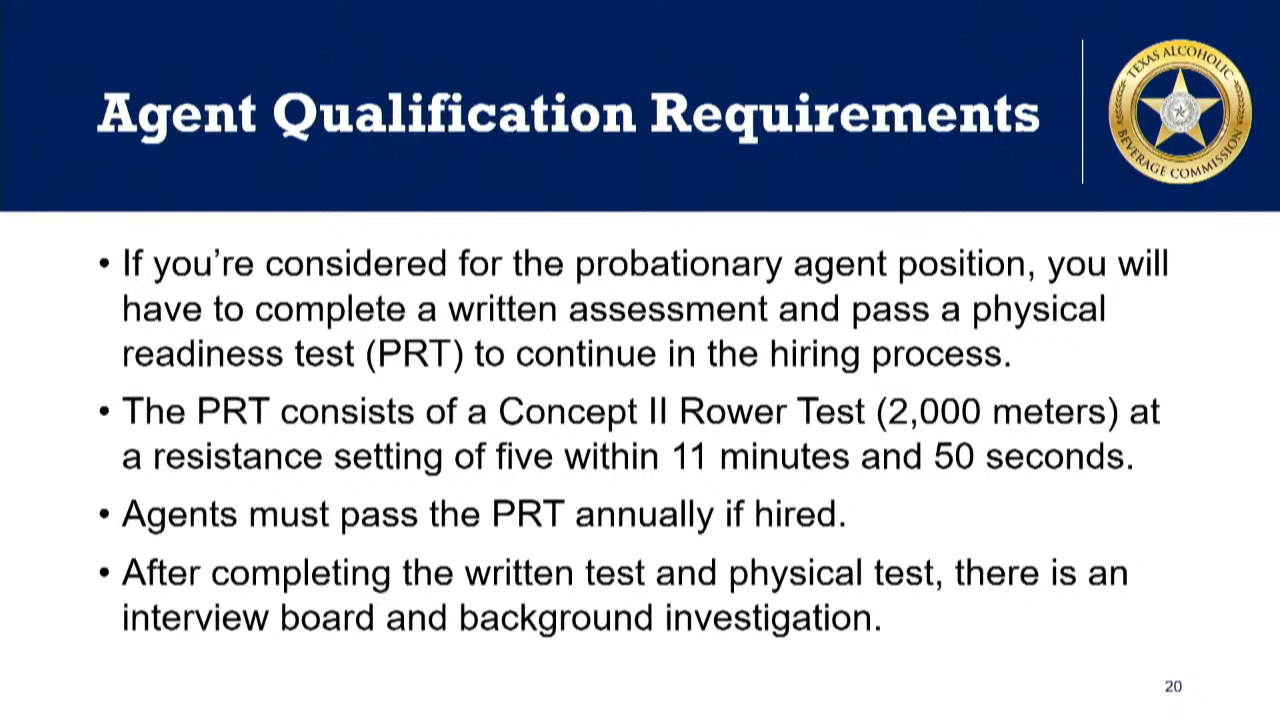 Agent Qualification Requirements
TEXAS ALCOHOLIC
BEVERAGE COMMISSION
• If you’re considered for the probationary agent position, you will
have to complete a written assessment and pass a physical
readiness test (PRT) to continue in the hiring process.
• The PRT consists of a Concept II Rower Test (2,000 meters) at
a resistance setting of five within 11 minutes and 50 seconds.
• Agents must pass the PRT annually if hired.
• After completing the written test and physical test, there is an
interview board and background investigation.
20